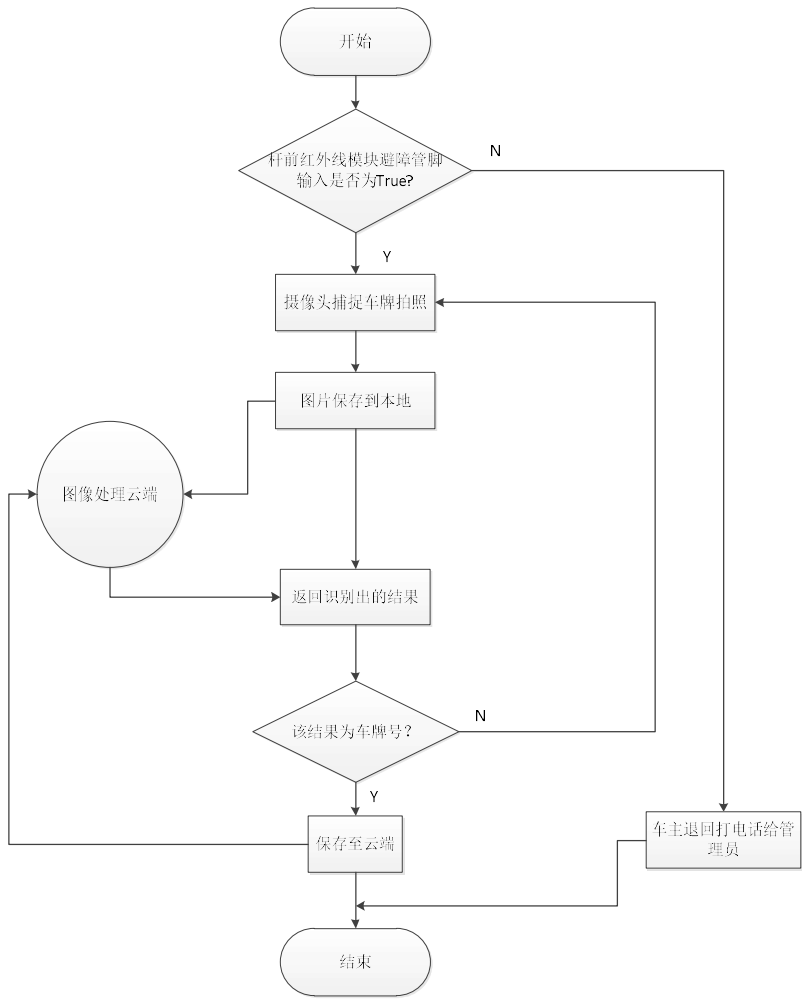 开始
杆前红外线模块避障管脚
输入是否为True?
N
Y
摄像头捕捉车牌拍照
图片保存到本地
图像处理云端
返回识别出的结果
该结果为车牌号？
N
Y
保存至云端
车主退回打电话给管
理员
结束